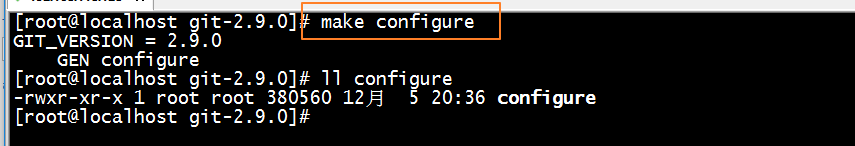 [root@localhost git-2.9.0]# make configure
GIT_VERSION = 2.9.0
    GEN configure
[root@localhost git-2.9.0]# ll configure
-rwxr-xr-x 1 root root 380560 12月  5 20:36 configure
[root@localhost git-2.9.0]#